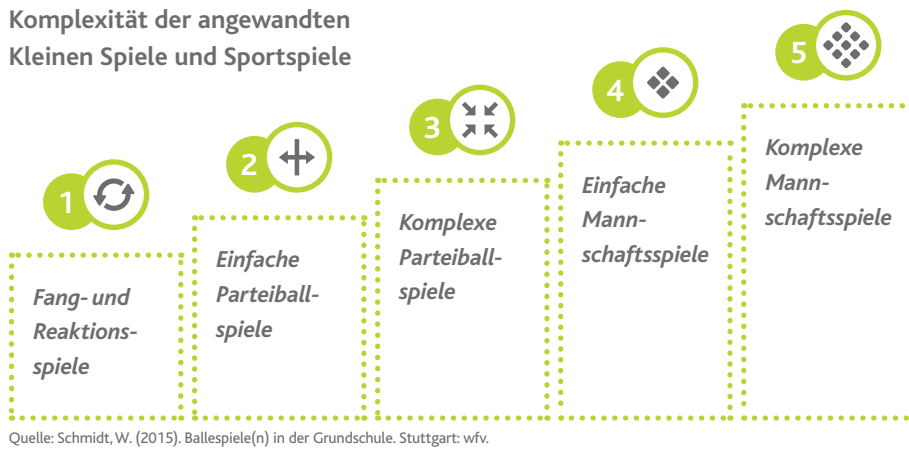 Komplexität der angewandten
Kleinen Spiele und Sportspiele
1
Fang- und
Reaktions-
spiele
2
Einfache
Parteiball-
spiele
3
Komplexe
Parteiball-
spiele
4
Einfache
Mann-
schaftsspiele
5
Komplexe
Mann-
schaftsspiele
Quelle: Schmidt, W. (2015). Ballespiele(n) in der Grundschule. Stuttgart: wfv.